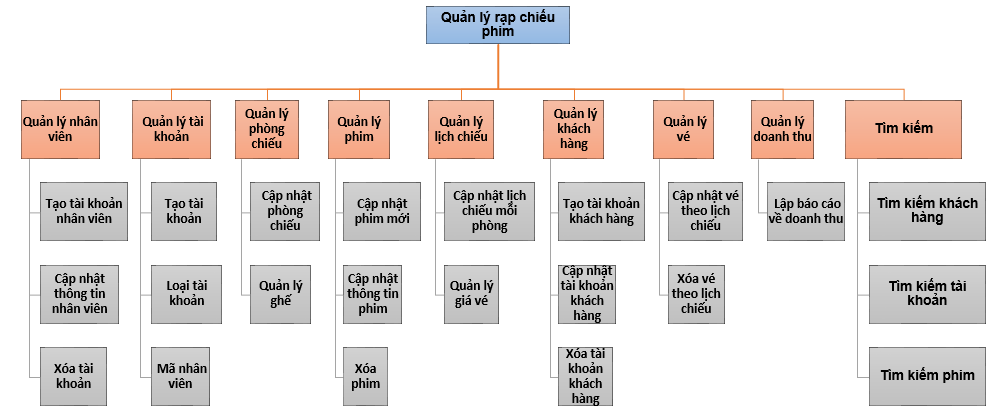 Quản lý rạp chiếu
phim
Quản lý nhân
viên
Quản lý tài
khoản
Quản lý
phòng
chiếu
Quản lý
phim
Quản lý
lịch chiếu
Quản lý
khách
hàng
Quản lý
vé
Quản lý
doanh thu
Tìm kiếm
Tạo tài khoản
nhân viên
Tạo tài
khoản
Cập nhật
phòng
chiếu
Cập nhật
phim mới
Cập nhật lịch
chiếu mỗi
phòng
Tạo tài khoản
khách hàng
Cập nhật vé
theo lịch
chiếu
Lập báo cáo
về doanh thu
Tìm kiếm khách
hàng
Cập nhật
thông tin
nhân viên
Loại tài
khoản
Quản lý
ghế
Cập nhật
thông tin
phim
Quản lý
giá vé
Cập nhật
tài khoản
khách
hàng
Xóa vé
theo lịch
chiếu
Tìm kiếm tài
khoản
Xóa tài
khoản
Mã nhân
viên
Xóa
phim
Xóa tài
khoản
khách
hàng
Tìm kiếm phim